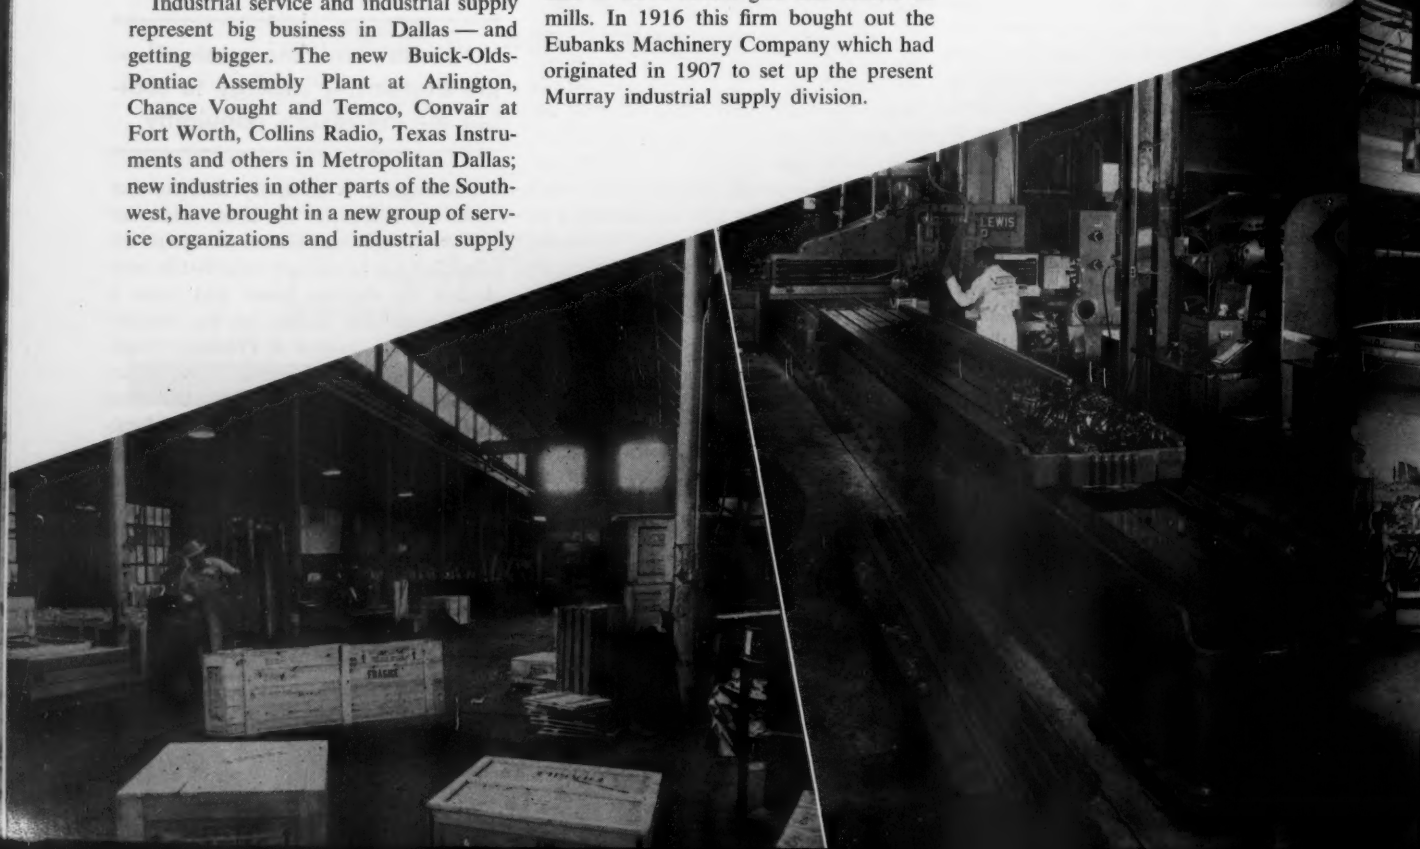 Industrial service and industrial supply
represent big business in Dallas — and
getting bigger. The new Buick-Olds-
Pontiac Assembly Plant at Arlington,
Chance Vought and Temco, Convair at
Fort Worth, Collins Radio, Texas Instru-
ments and others in Metropolitan Dallas;
new industries in other parts of the South-
west, have brought in a new group of serv-
ice organizations and industrial supply
mills. In 1916 this firm bought out the
Eubanks Machinery Company which had
originated in 1907 to set up the present
Murray industrial supply division.
LEWIS
FRAGILE